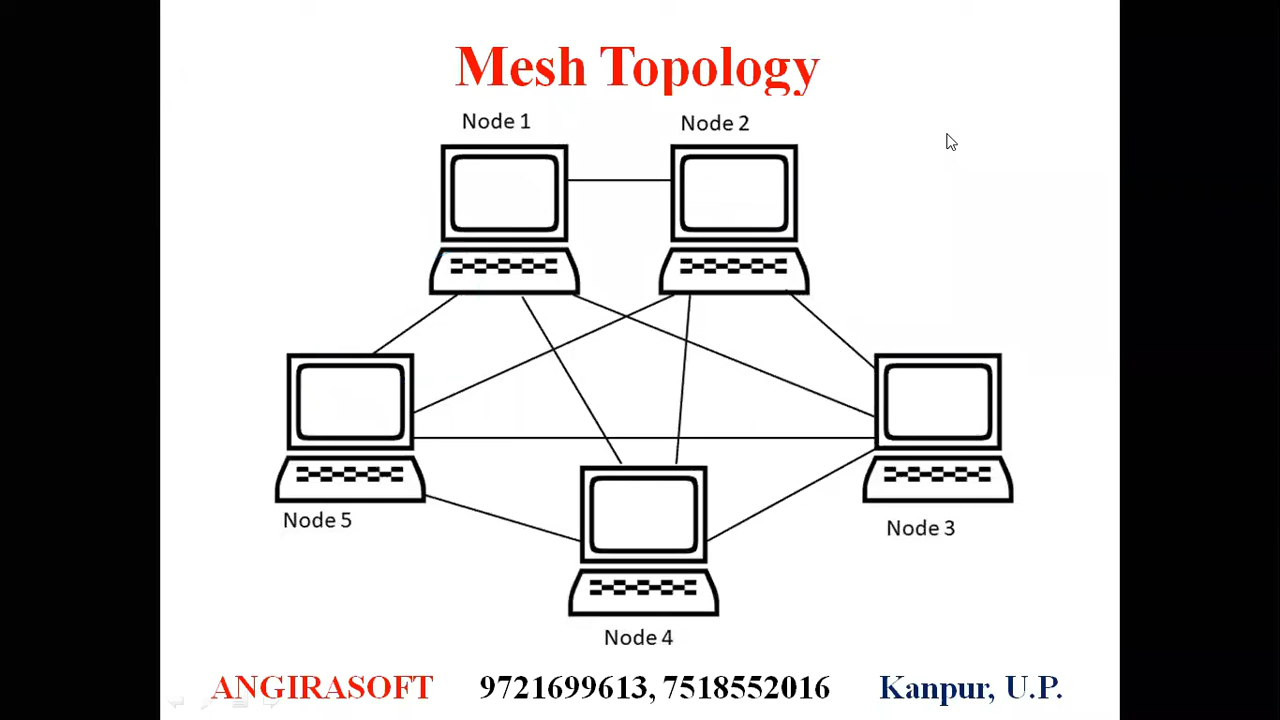 Mesh Topology
Node 1
Node 2
Node 5
Node 3
Node 4
ANGIRASOFT 9721699613, 7518552016 Kanpur, U.P.